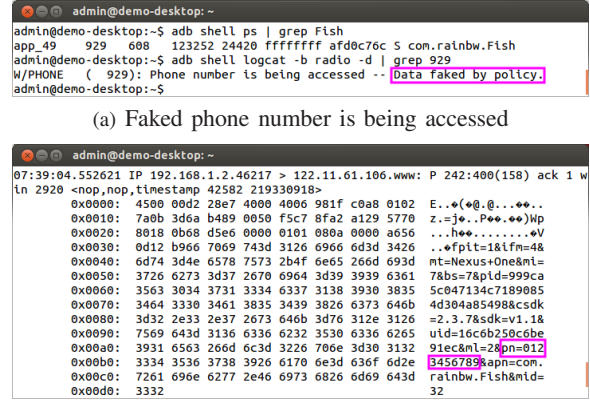 admin@demo-desktop: ~
admin@demo-desktop:~$ adb shell ps | grep Fish
app_49    929   608   123252 24420 ffffffff afd0c76c S com.rainbw.Fish
admin@demo-desktop:~$ adb shell logcat -b radio -d | grep 929
W/PHONE   (  929): Phone number is being accessed -- Data faked by policy.
admin@demo-desktop:~$
(a) Faked phone number is being accessed
admin@demo-desktop: ~
07:39:04.552621 IP 192.168.1.2.46217 > 122.11.61.106.www: P 242:400(158) ack 1 w
in 2920 <nop,nop,timestamp 42582 219330918>
0x0000:  4500 00d2 28e7 4000 4006 981f c0a8 0102  E..�(�@.@...��..
0x0010:  7a0b 3d6a b489 0050 f5c7 8fa2 a129 5770  z.=j�..P��.��)Wp
0x0020:  8018 0b68 d5e6 0000 0101 080a 0000 a656  ...h��........�V
0x0030:  0d12 b966 7069 743d 3126 6966 6d3d 3426  ..�fpit=1&ifm=4&
0x0040:  6d74 3d4e 6578 7573 2b4f 6e65 266d 693d  mt=Nexus+One&mi=
0x0050:  3726 6273 3d37 2670 6964 3d39 3939 6361  7&bs=7&pid=999ca
0x0060:  3563 3034 3731 3334 6337 3138 3930 3835  5c047134c7189085
0x0070:  3464 3330 3461 3835 3439 3826 6373 646b  4d304a85498&csdk
0x0080:  3d32 2e33 2e37 2673 646b 3d76 312e 3126  =2.3.7&sdk=v1.1&
0x0090:  7569 643d 3136 6336 6232 3530 6336 6265  uid=16c6b250c6be
0x00a0:  3931 6563 266d 6c3d 3226 706e 3d30 3132  91ec&ml=2&pn=012
0x00b0:  3334 3536 3738 3926 6170 6e3d 636f 6d2e  3456789&apn=com.
0x00c0:  7261 696e 6277 2e46 6973 6826 6d69 643d  rainbw.Fish&mid=
0x00d0:  3332                                     32